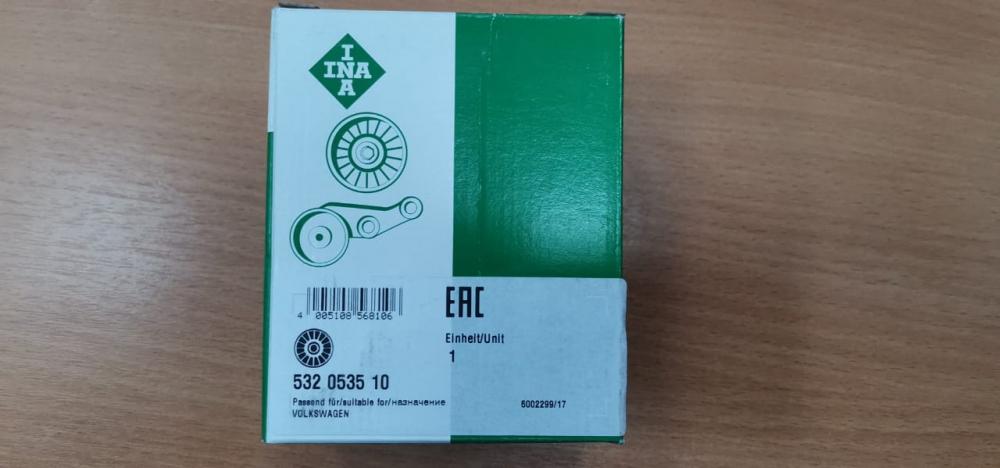 I
INA
A
4 005108 568106
EAC
Einheit/Unit
1
532 0535 10
Passend für/suitable for/назначение
VOLKSWAGEN
6002299/17